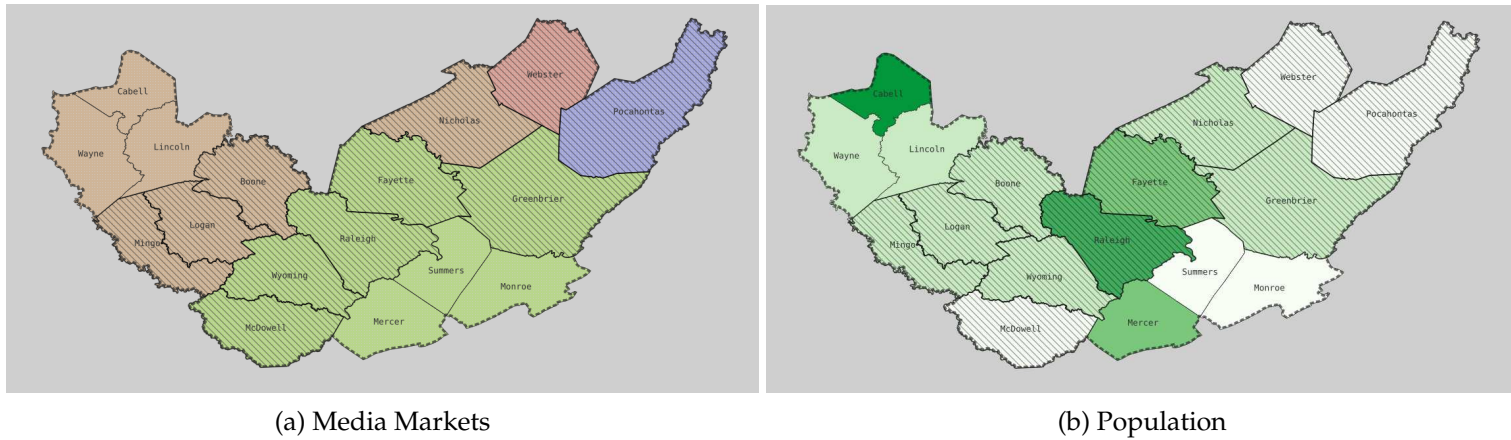 Cabell
Wayne
Lincoln
Boone
Logan
Mingo
Wyoming
McDowell
Raleigh
Fayette
Nicholas
Webster
Pocahontas
Greenbrier
Summers
Monroe
Mercer
(a) Media Markets
Cabell
Wayne
Lincoln
Boone
Logan
Mingo
Wyoming
McDowell
Raleigh
Fayette
Nicholas
Webster
Pocahontas
Greenbrier
Summers
Monroe
Mercer
(b) Population